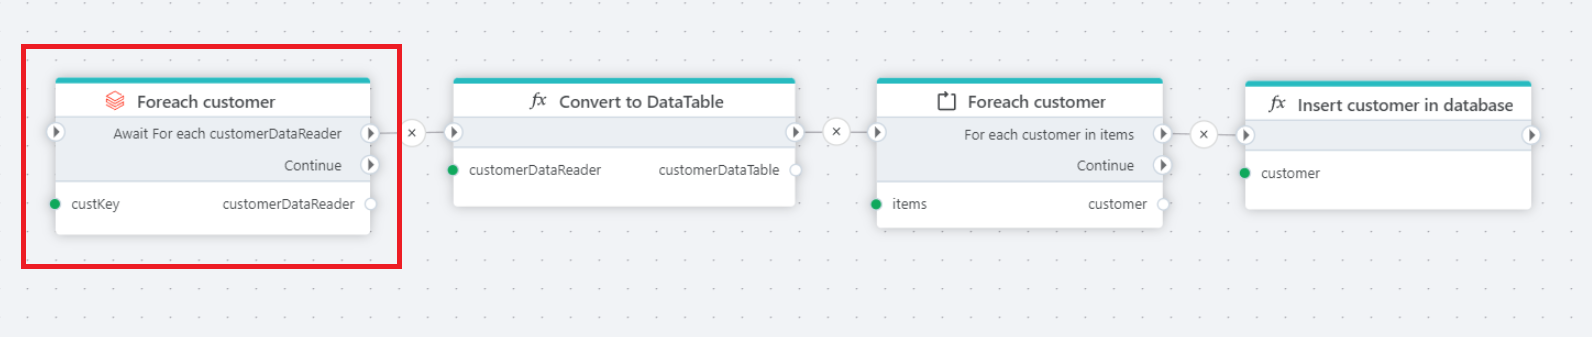 Foreach customer
Await For each customerDataReader
Continue
custKey customerDataReader
fx Convert to DataTable
customerDataReader customerDataTable
Foreach customer
For each customer in items
Continue
items customer
fx Insert customer in database
customer